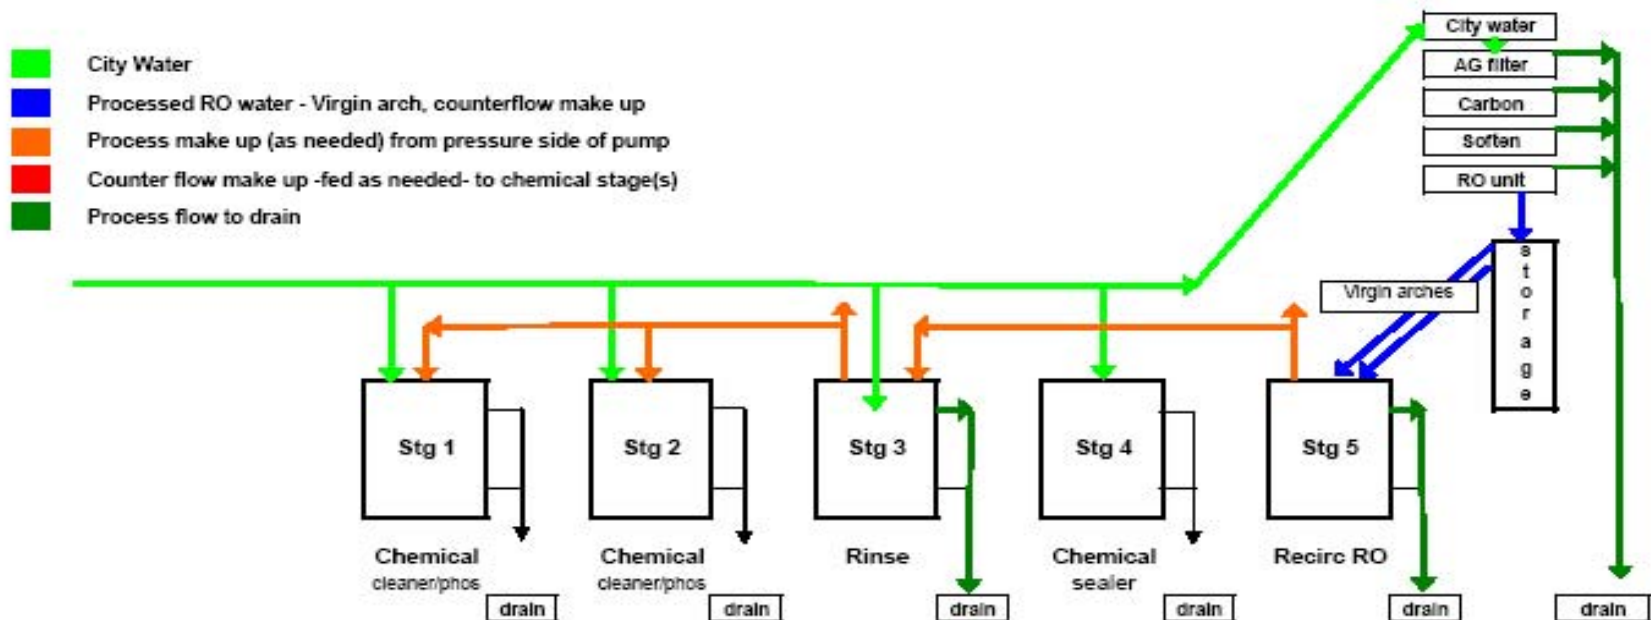 City Water
Processed RO water - Virgin arch, counterflow make up
Process make up (as needed) from pressure side of pump
Counter flow make up -fed as needed- to chemical stage(s)
Process flow to drain
City water
AG filter
Carbon
Soften
RO unit
storage
Virgin arches
Stg 1
Stg 2
Stg 3
Stg 4
Stg 5
Chemical
cleaner/phos
Chemical
cleaner/phos
Rinse
Chemical
sealer
Recirc RO
drain
drain
drain
drain
drain
drain